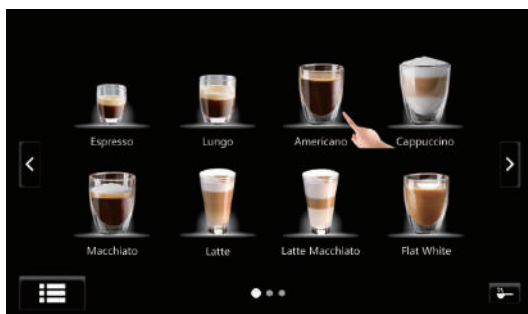 Espresso
Lungo
Americano
Cappuccino
Macchiato
Latte
Latte Macchiato
Flat White